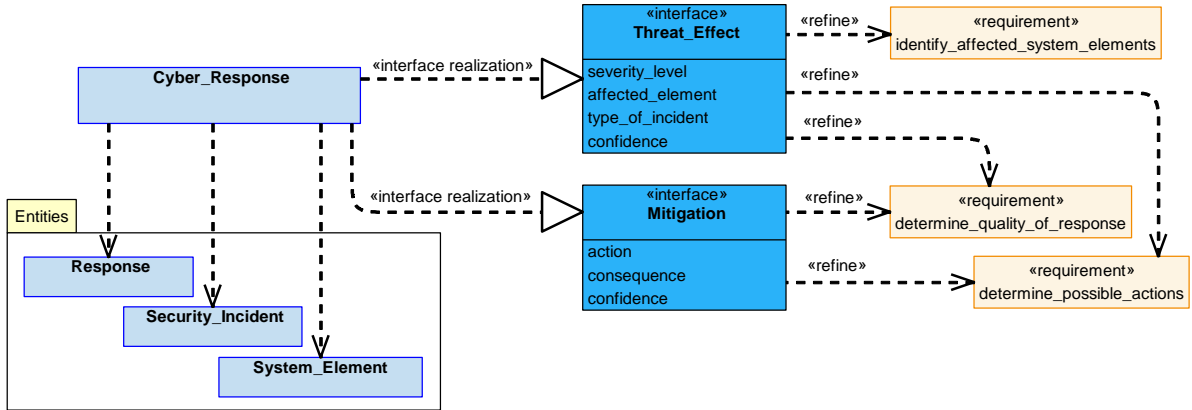 «interface»
Threat_Effect
severity_level
affected_element
type_of_incident
confidence
«refine»
«requirement»
identify_affected_system_elements
«interface realization»
Cyber_Response
«refine»
«refine»
«interface realization»
«interface»
Mitigation
action
consequence
confidence
«refine»
«requirement»
determine_quality_of_response
«refine»
«requirement»
determine_possible_actions
Entities
Response
Security_Incident
System_Element